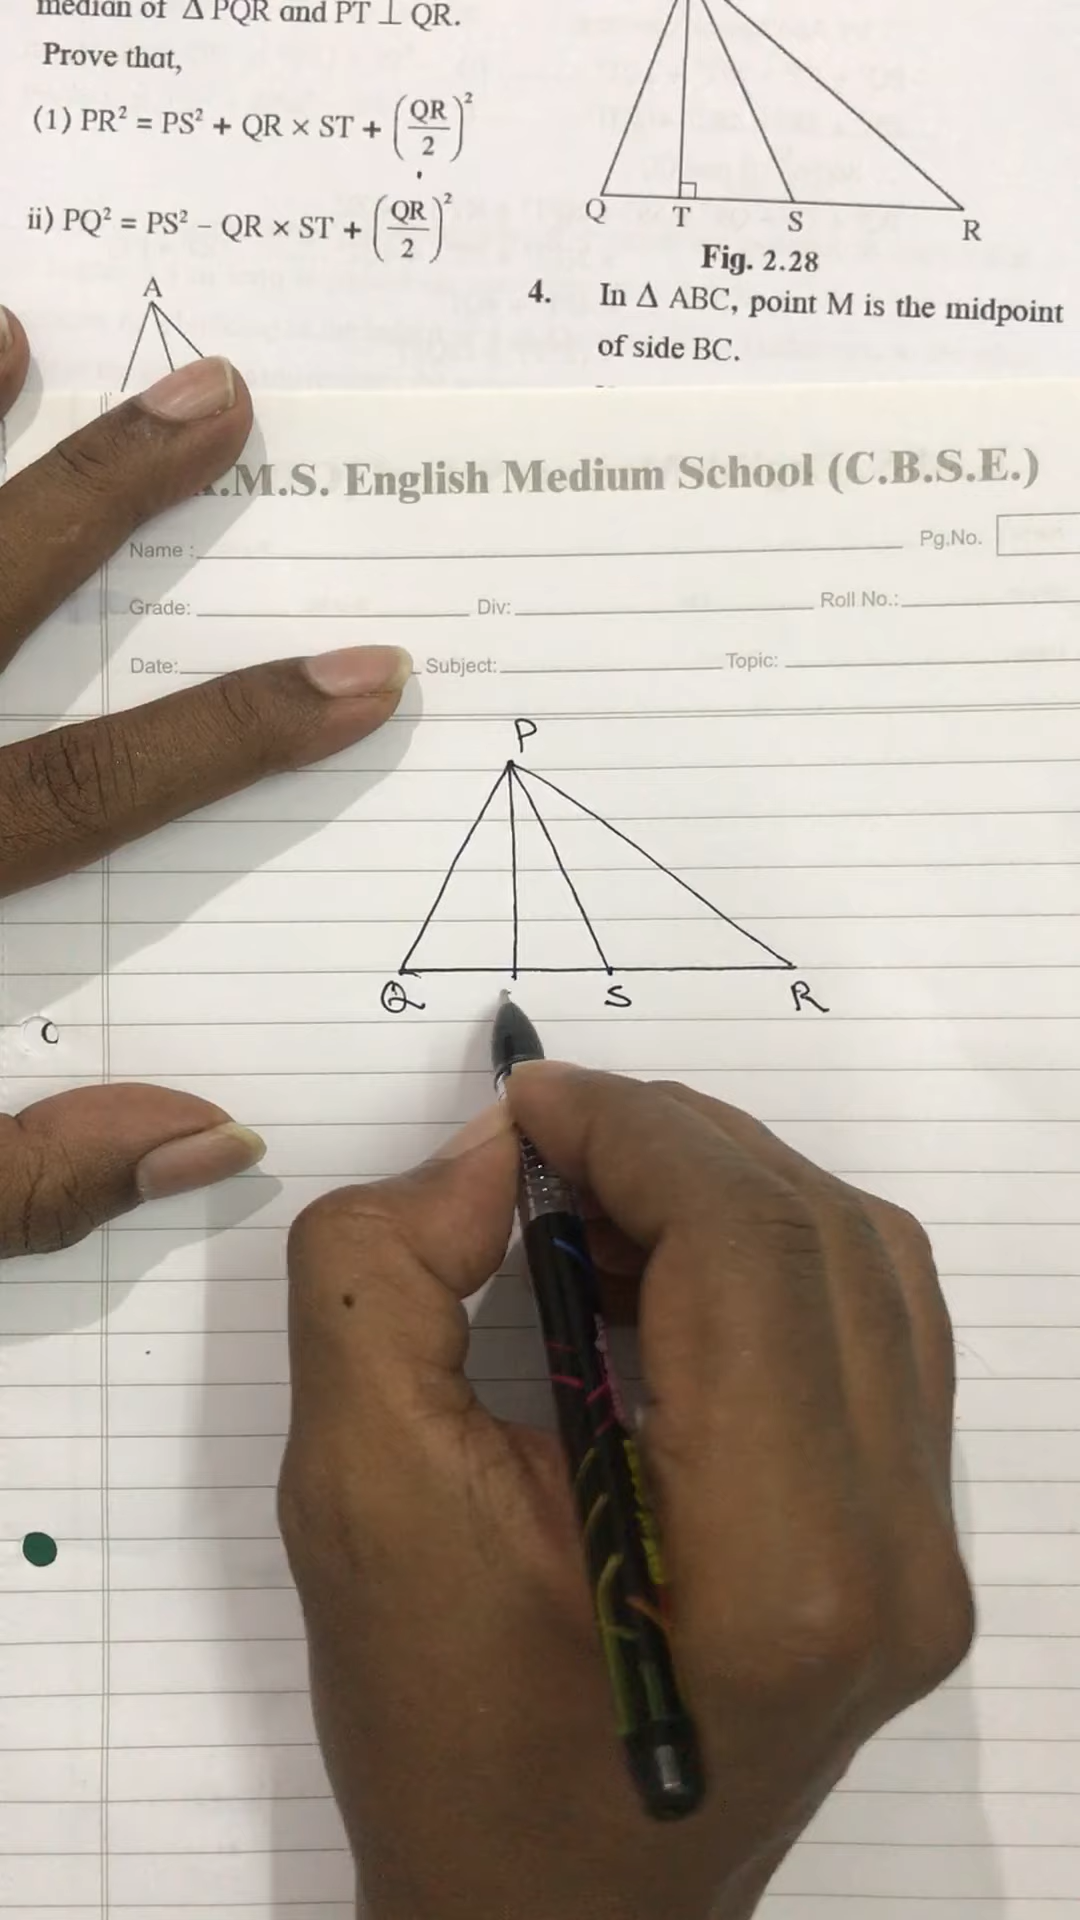 median of Δ PQR and PT ⊥ QR.
Prove that,
(1) PR² = PS² + QR × ST + (QR/2)²
ii) PQ² = PS² − QR × ST + (QR/2)²
A
Q T S R
Fig. 2.28
4. In Δ ABC, point M is the midpoint
of side BC.
.M.S. English Medium School (C.B.S.E.)
Name : Pg.No.
Grade: Div: Roll No.:
Date: Subject: Topic:
P
Q S R